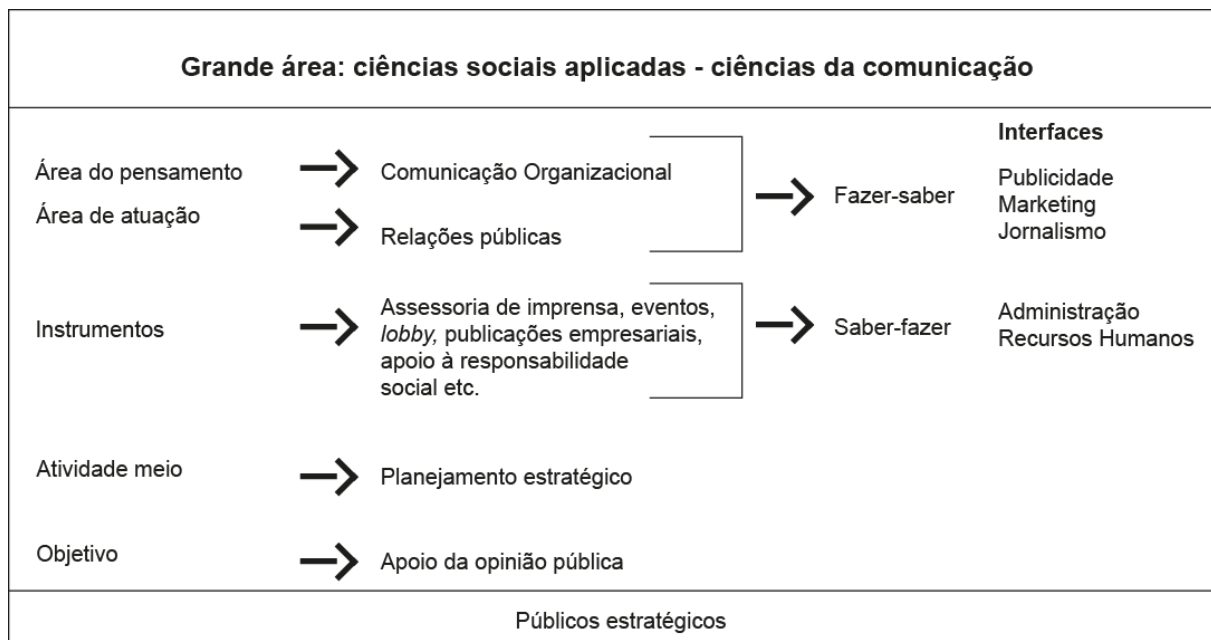 Grande área: ciências sociais aplicadas - ciências da comunicação
Interfaces
Área do pensamento
Comunicação Organizacional
Área de atuação
Relações públicas
Fazer-saber
Publicidade
Marketing
Jornalismo
Instrumentos
Assessoria de imprensa, eventos,
lobby, publicações empresariais,
apoio à responsabilidade
social etc.
Saber-fazer
Administração
Recursos Humanos
Atividade meio
Planejamento estratégico
Objetivo
Apoio da opinião pública
Públicos estratégicos